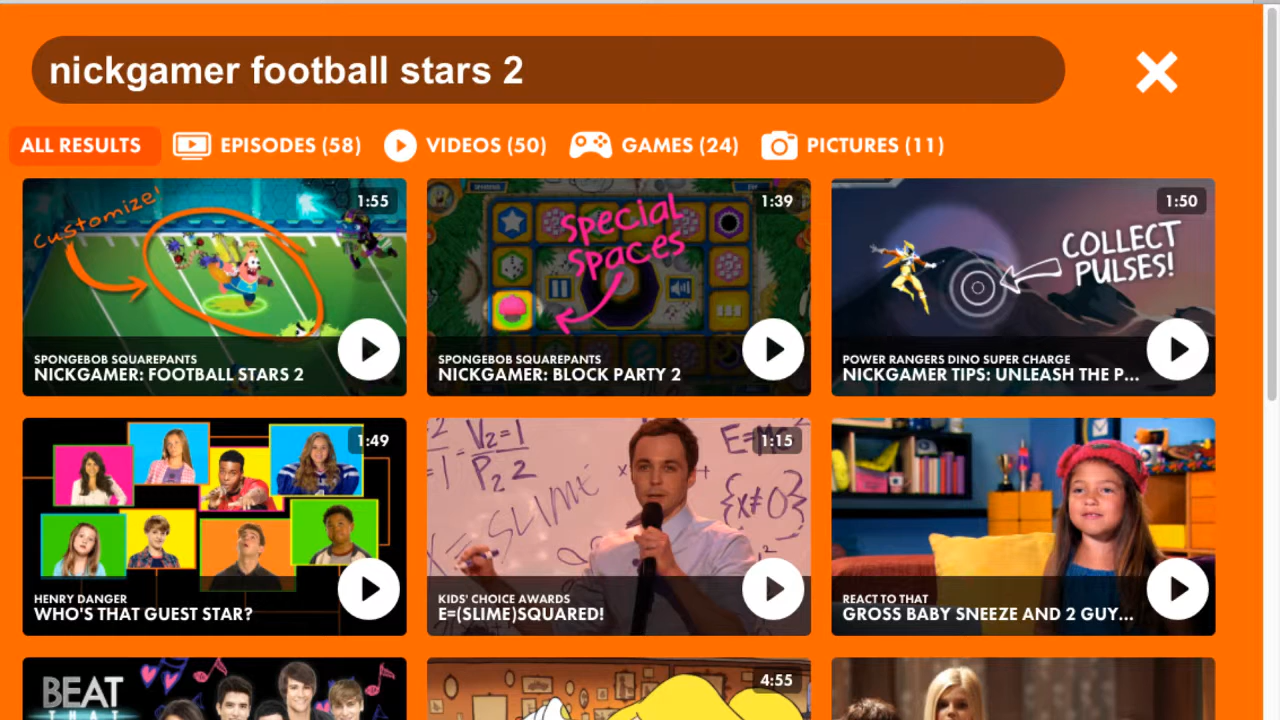 nickgamer football stars 2
ALL RESULTS
EPISODES (58)
VIDEOS (50)
GAMES (24)
PICTURES (11)
Customize!
1:55
SPONGEBOB SQUAREPANTS
NICKGAMER: FOOTBALL STARS 2
SPECIAL
SPACES
1:39
SPONGEBOB SQUAREPANTS
NICKGAMER: BLOCK PARTY 2
1:50
COLLECT
PULSES!
POWER RANGERS DINO SUPER CHARGE
NICKGAMER TIPS: UNLEASH THE P...
1:49
HENRY DANGER
WHO'S THAT GUEST STAR?
1:15
SLIME
KIDS' CHOICE AWARDS
E=(SLIME)SQUARED!
REACT TO THAT
GROSS BABY SNEEZE AND 2 GUY...
BEAT
THAT
4:55